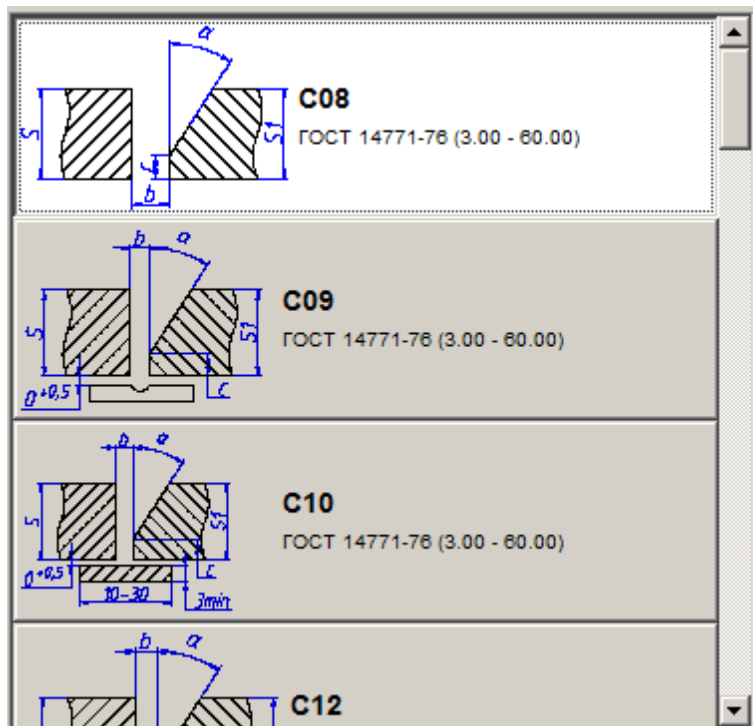 a
C08
ГОСТ 14771-76 (3.00 - 60.00)
S
S1
c
b
b
a
C09
ГОСТ 14771-76 (3.00 - 60.00)
S
S1
0+0,5
c
b
a
C10
ГОСТ 14771-76 (3.00 - 60.00)
S
S1
0+0,5
c
10-30
3min
b
a
C12